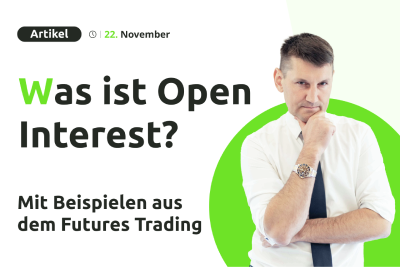 Artikel
22. November
Was ist Open
Interest?
Mit Beispielen aus
dem Futures Trading